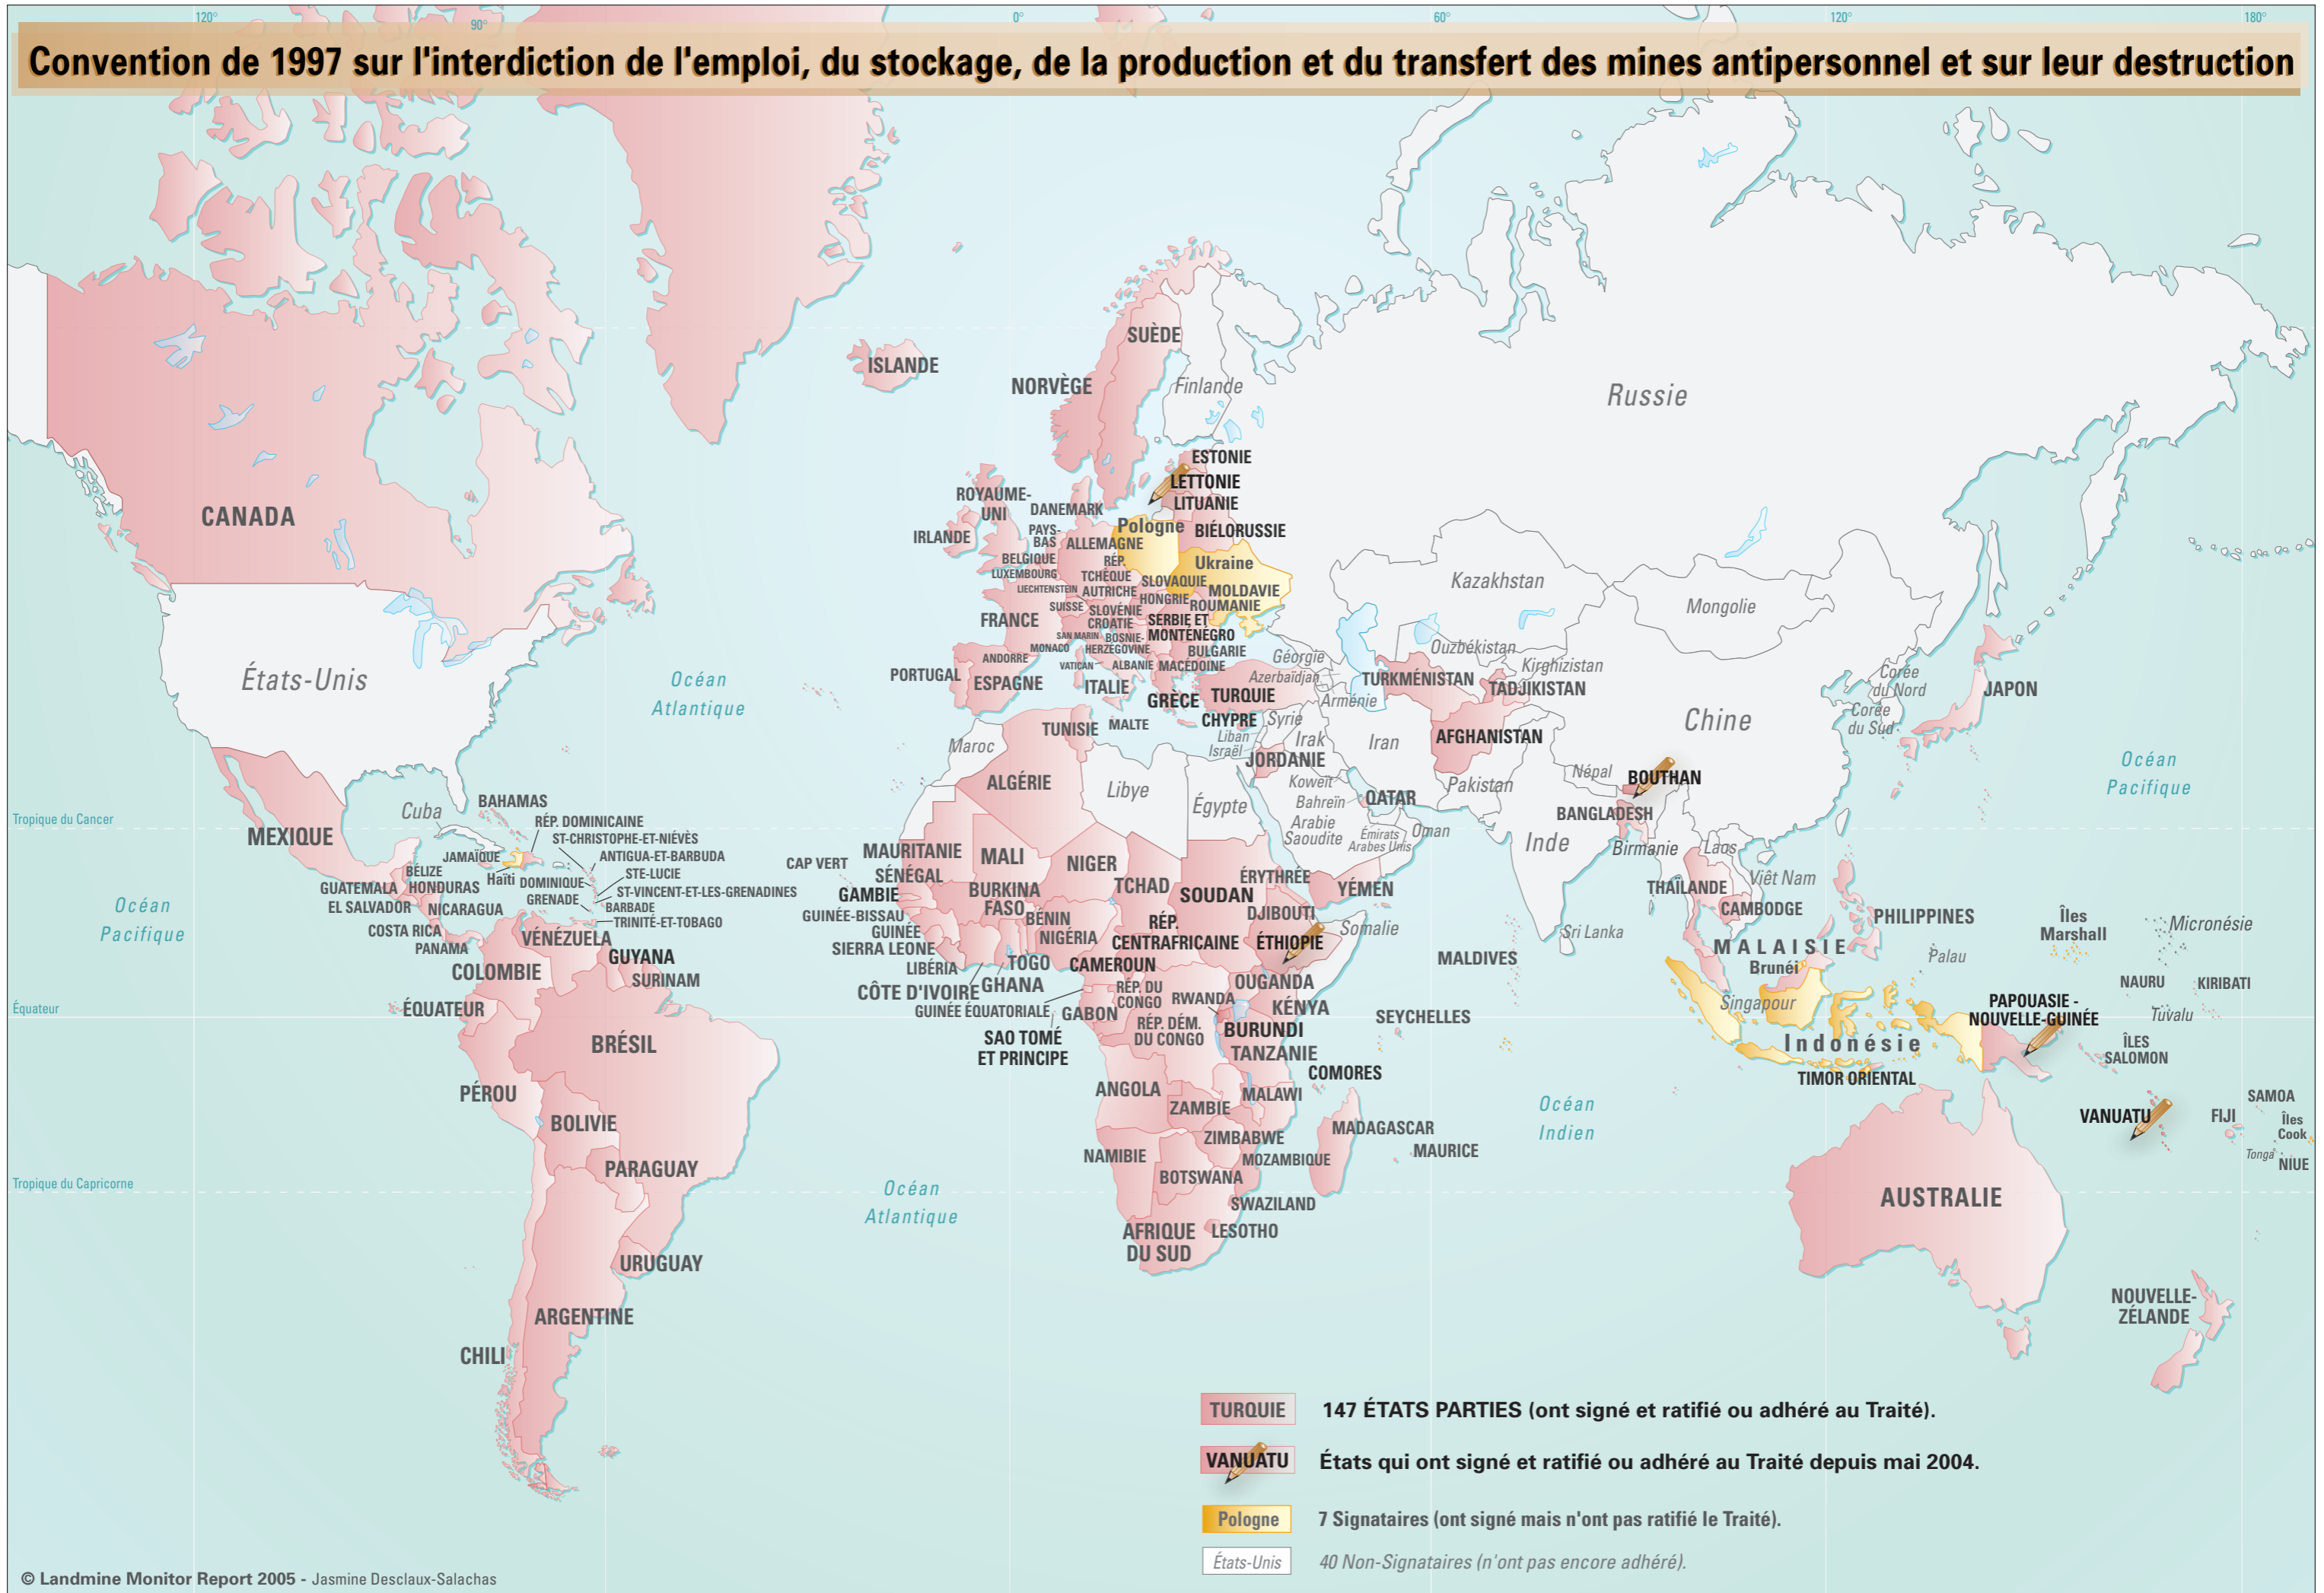 120°
90°
0°
60°
120°
180°
Convention de 1997 sur l'interdiction de l'emploi, du stockage, de la production et du transfert des mines antipersonnel et sur leur destruction
SUÈDE
ISLANDE
NORVÈGE
Finlande
Russie
ESTONIE
LETTONIE
LITUANIE
CANADA
ROYAUME-
UNI
DANEMARK
Pologne
BIÉLORUSSIE
IRLANDE
PAYS-
BAS
ALLEMAGNE
BELGIQUE
RÉP.
TCHÈQUE
Ukraine
LUXEMBOURG
SLOVAQUIE
LIECHTENSTEIN
AUTRICHE
HONGRIE
MOLDAVIE
ROUMANIE
SUISSE
SLOVÉNIE
CROATIE
FRANCE
SERBIE ET
MONTÉNÉGRO
SAN MARIN
BOSNIE-
HERZEGOVINE
MONACO
BULGARIE
ANDORRE
VATICAN
ALBANIE
MACÉDOINE
PORTUGAL
ESPAGNE
ITALIE
GRÈCE
TURQUIE
Kazakhstan
Mongolie
Géorgie
Azerbaïdjan
Arménie
Ouzbékistan
Kirghizistan
TURKMÉNISTAN
TADJIKISTAN
Corée
du Nord
Corée
du Sud
JAPON
États-Unis
Océan
Atlantique
Chine
TUNISIE
MALTE
CHYPRE
Syrie
Liban
Israël
Irak
Iran
AFGHANISTAN
Maroc
JORDANIE
ALGÉRIE
Libye
Égypte
Koweït
Bahreïn
QATAR
Arabie
Saoudite
Émirats
Arabes Unis
Oman
Pakistan
Népal
BOUTHAN
BANGLADESH
Inde
Birmanie
Laos
Océan
Pacifique
Tropique du Cancer
MEXIQUE
Cuba
BAHAMAS
RÉP. DOMINICAINE
ST-CHRISTOPHE-ET-NIÉVÈS
ANTIGUA-ET-BARBUDA
STE-LUCIE
ST-VINCENT-ET-LES-GRENADINES
BARBADE
TRINITÉ-ET-TOBAGO
JAMAÏQUE
Haïti
DOMINIQUE
GRENADE
BÉLIZE
GUATEMALA
HONDURAS
EL SALVADOR
NICARAGUA
COSTA RICA
PANAMA
Océan
Pacifique
CAP VERT
MAURITANIE
MALI
NIGER
TCHAD
SOUDAN
ÉRYTHRÉE
YÉMEN
SÉNÉGAL
GAMBIE
BURKINA
FASO
GUINÉE-BISSAU
GUINÉE
SIERRA LEONE
LIBÉRIA
BÉNIN
NIGÉRIA
RÉP.
CENTRAFRICAINE
DJIBOUTI
ÉTHIOPIE
Somalie
TOGO
GHANA
CÔTE D'IVOIRE
CAMEROUN
GUINÉE ÉQUATORIALE
GABON
RÉP. DU
CONGO
RWANDA
OUGANDA
KÉNYA
SAO TOMÉ
ET PRINCIPE
RÉP. DÉM.
DU CONGO
BURUNDI
TANZANIE
SEYCHELLES
COMORES
MALDIVES
Sri Lanka
THAÏLANDE
Viêt Nam
CAMBODGE
PHILIPPINES
MALAISIE
Brunéi
Singapour
Palau
Îles
Marshall
Micronésie
NAURU
KIRIBATI
Tuvalu
PAPOUASIE -
NOUVELLE-GUINÉE
Indonésie
TIMOR ORIENTAL
ÎLES
SALOMON
VÉNÉZUELA
GUYANA
SURINAM
COLOMBIE
Équateur
ÉQUATEUR
BRÉSIL
PÉROU
BOLIVIE
PARAGUAY
ANGOLA
ZAMBIE
MALAWI
ZIMBABWE
MOZAMBIQUE
MADAGASCAR
MAURICE
NAMIBIE
BOTSWANA
SWAZILAND
LESOTHO
AFRIQUE
DU SUD
Océan
Indien
VANUATU
SAMOA
FIJI
Îles
Cook
Tonga
NIUE
Tropique du Capricorne
Océan
Atlantique
AUSTRALIE
URUGUAY
ARGENTINE
CHILI
NOUVELLE-
ZÉLANDE
TURQUIE
147 ÉTATS PARTIES (ont signé et ratifié ou adhéré au Traité).
VANUATU
États qui ont signé et ratifié ou adhéré au Traité depuis mai 2004.
Pologne
7 Signataires (ont signé mais n'ont pas ratifié le Traité).
États-Unis
40 Non-Signataires (n'ont pas encore adhéré).
© Landmine Monitor Report 2005 - Jasmine Desclaux-Salachas